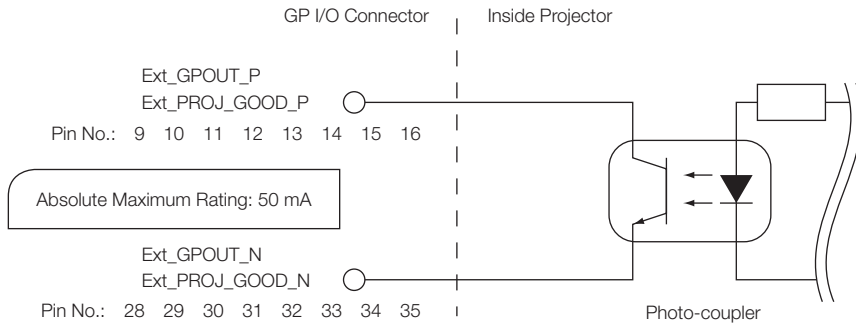 GP I/O Connector
Inside Projector
Ext_GPOUT_P
Ext_PROJ_GOOD_P
Pin No.: 9 10 11 12 13 14 15 16
Absolute Maximum Rating: 50 mA
Ext_GPOUT_N
Ext_PROJ_GOOD_N
Pin No.: 28 29 30 31 32 33 34 35
Photo-coupler